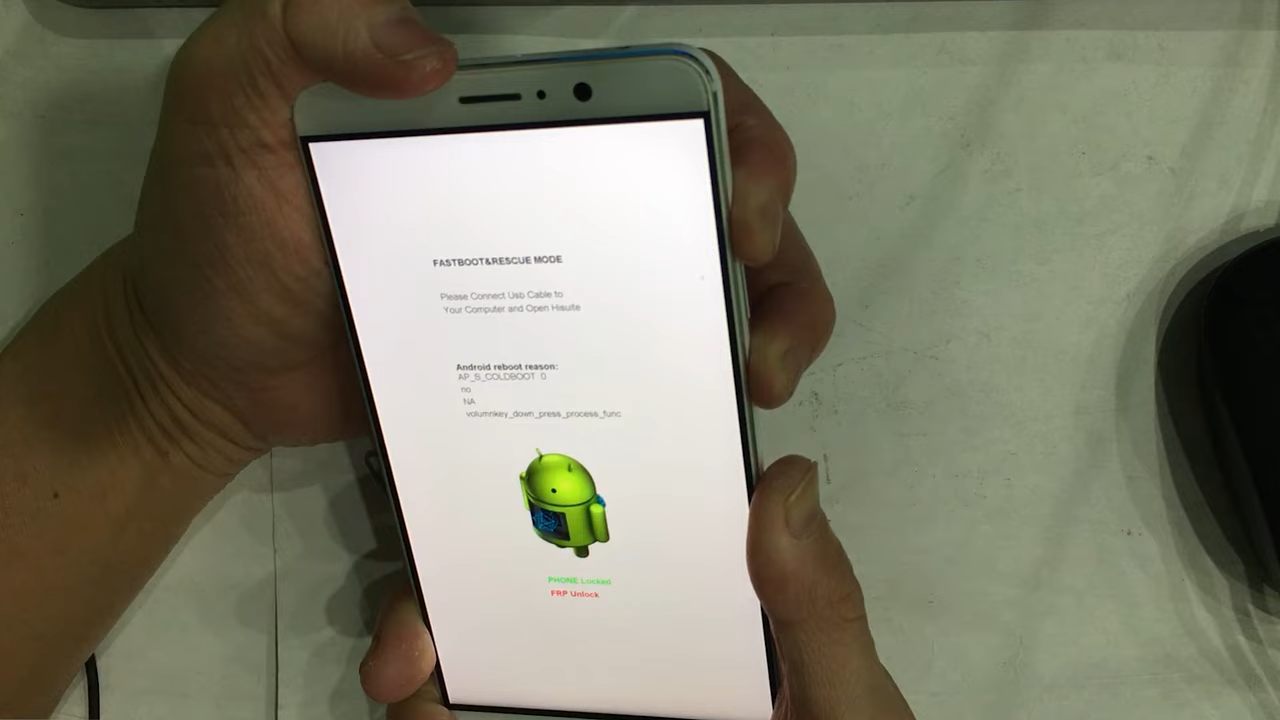 FASTBOOT&RESCUE MODE
Please Connect Usb Cable to
Your Computer and Open Hisuite
Android reboot reason:
AP_S_COLDBOOT 0
no
NA
volumnkey_down_press_process_func
PHONE Locked
FRP Unlock